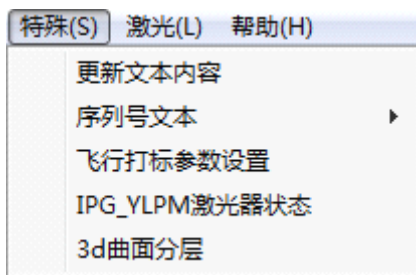 特殊(S) 激光(L) 帮助(H)
更新文本内容
序列号文本
飞行打标参数设置
IPG_YLPM激光器状态
3d曲面分层